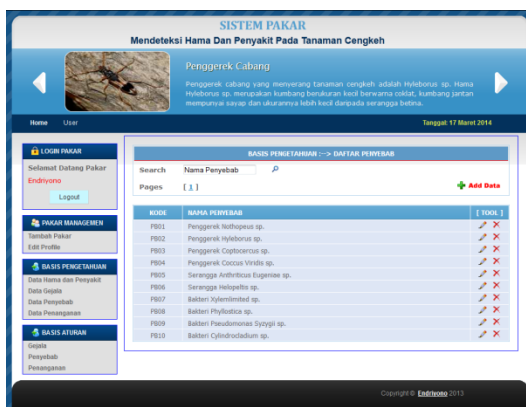 SISTEM PAKAR
Mendeteksi Hama Dan Penyakit Pada Tanaman Cengkeh
Penggerek Cabang
Penggerek cabang yang menyerang tanaman cengkeh adalah Hyleborus sp. Hama
Hyleborus sp. merupakan kumbang berukuran kecil berwarna coklat, kumbang jantan
mempunyai sayap dan ukurannya lebih kecil daripada serangga betina.
Home User Tanggal: 17 Maret 2014
LOGIN PAKAR
Selamat Datang Pakar
Endriyono
Logout
PAKAR MANAGEMEN
Tambah Pakar
Edit Profile
BASIS PENGETAHUAN
Data Hama dan Penyakit
Data Gejala
Data Penyebab
Data Penanganan
BASIS ATURAN
Gejala
Penyebab
Penanganan
BASIS PENGETAHUAN :--> DAFTAR PENYEBAB
Search Nama Penyebab
Pages [ 1 ] Add Data
KODE NAMA PENYEBAB [ TOOL ]
PB01 Penggerek Nothopeus sp.
PB02 Penggerek Hyleborus sp.
PB03 Penggerek Coptocercus sp.
PB04 Penggerek Coccus Viridis sp.
PB05 Serangga Arthriticus Eugeniae sp.
PB06 Serangga Helopeltis sp.
PB07 Bakteri Xylemlimited sp.
PB08 Bakteri Phyllostica sp.
PB09 Bakteri Pseudomonas Syzygii sp.
PB10 Bakteri Cylindrocladium sp.
Copyright © Endriyono 2013